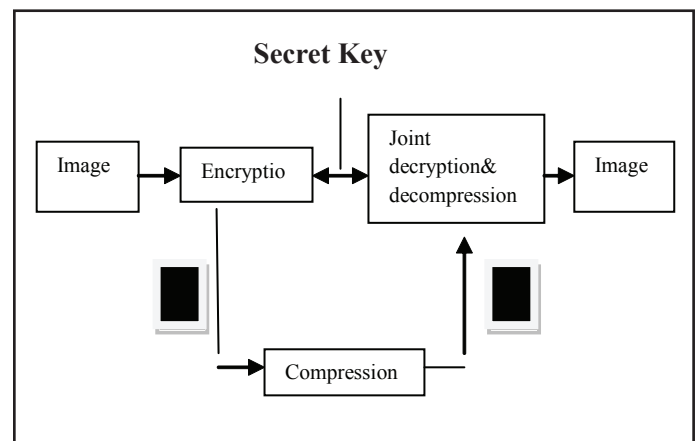 Secret Key
Image
Encryptio
Joint
decryption&
decompression
Image
Compression